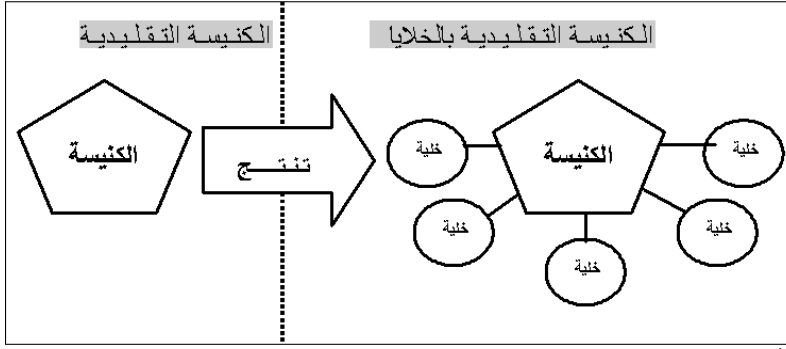 الكنيسة التقليدية بالخلايا
الكنيسة التقليدية
الكنيسة
تنتج
الكنيسة
خلية
خلية
خلية
خلية
خلية